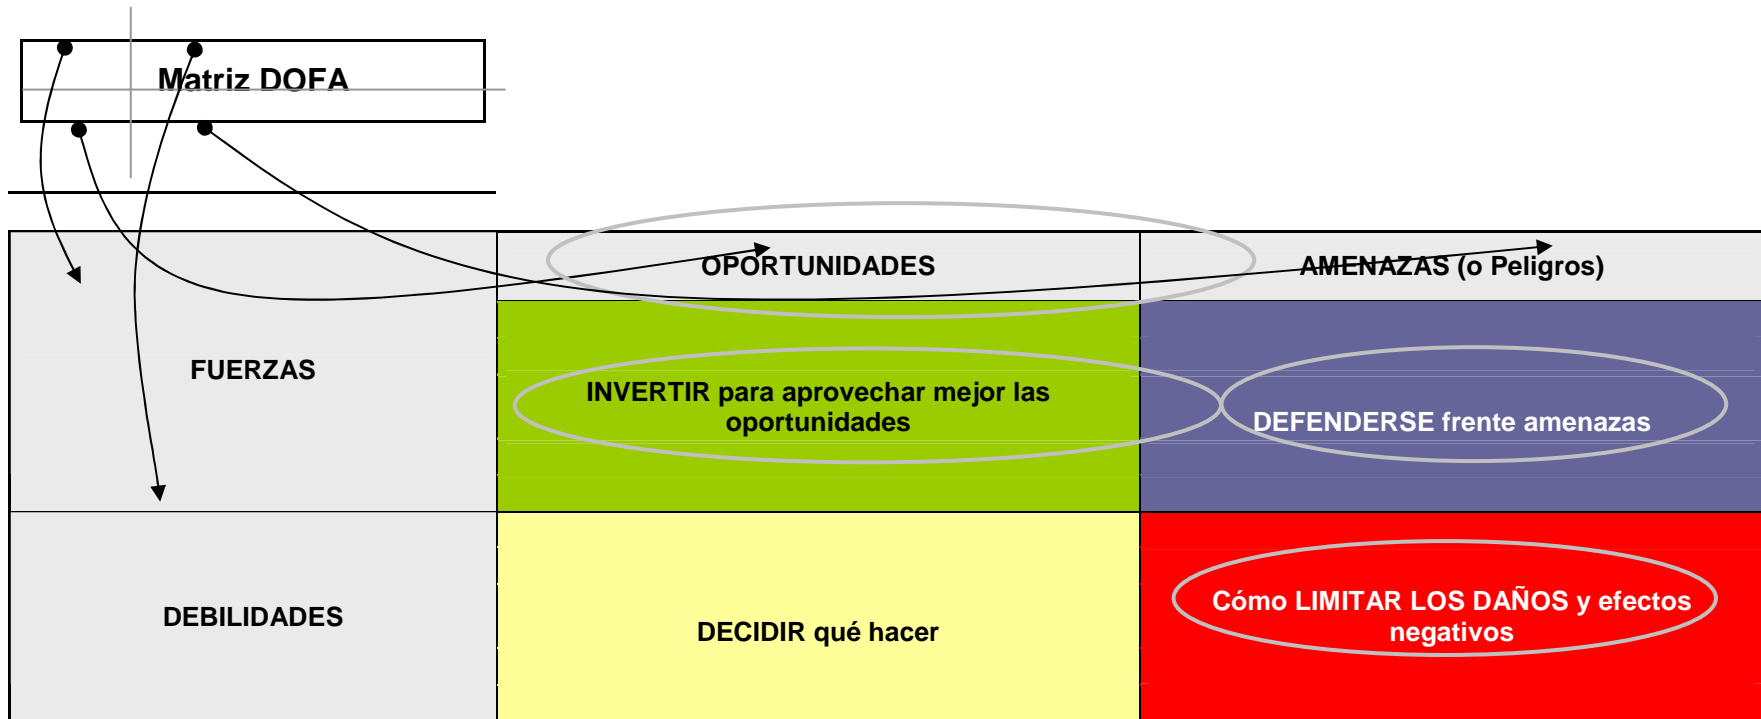 Matriz DOFA
OPORTUNIDADES
AMENAZAS (o Peligros)
FUERZAS
INVERTIR para aprovechar mejor las
oportunidades
DEFENDERSE frente amenazas
DEBILIDADES
DECIDIR qué hacer
Cómo LIMITAR LOS DAÑOS y efectos
negativos